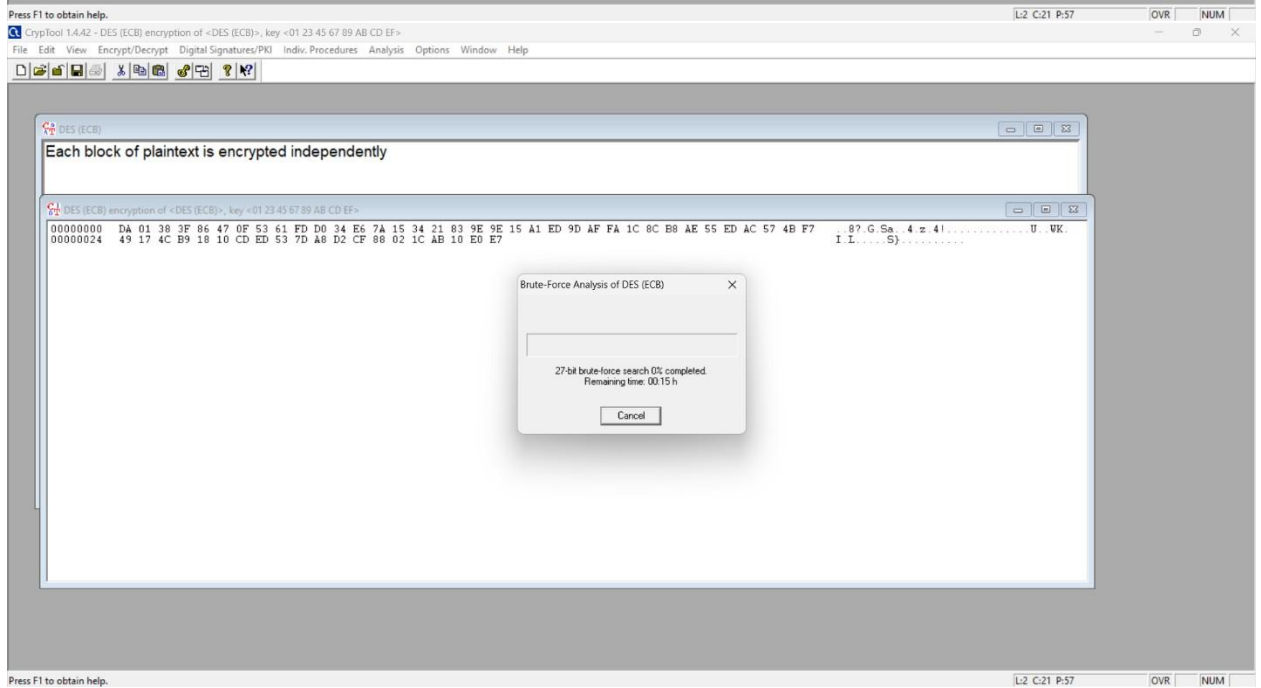 Press F1 to obtain help. L:2 C:21 P:57 OVR NUM
CrypTool 1.4.42 - DES (ECB) encryption of <DES (ECB)>, key <01 23 45 67 89 AB CD EF>
File Edit View Encrypt/Decrypt Digital Signatures/PKI Indiv. Procedures Analysis Options Window Help
DES (ECB)
Each block of plaintext is encrypted independently
DES (ECB) encryption of <DES (ECB)>, key <01 23 45 67 89 AB CD EF>
00000000 DA 01 38 3F 86 47 0F 53 61 FD D0 34 E6 7A 15 34 21 83 9E 9E 15 A1 ED 9D AF FA 1C 8C B8 AE 55 ED AC 57 4B F7 ..8?.G.Sa..4.z.4!.............U..WK.
00000024 49 17 4C B9 18 10 CD ED 53 7D A8 D2 CF 88 02 1C AB 10 E0 E7 I.L.....S}..........
Brute-Force Analysis of DES (ECB)
27-bit brute-force search 0% completed.
Remaining time: 00.15 h
Cancel
Press F1 to obtain help. L:2 C:21 P:57 OVR NUM